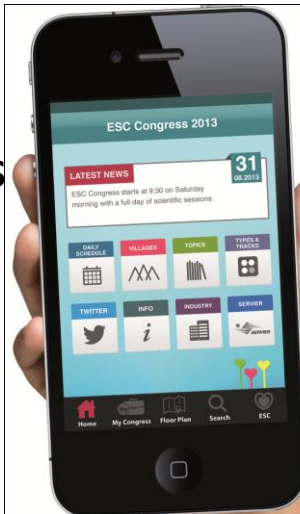 s
ESC Congress 2013
LATEST NEWS
31
08.2013
ESC Congress starts at 9:30 on Saturday
morning with a full day of scientific sessions.
DAILY
SCHEDULE
VILLAGES
TOPICS
TYPES &
TRACKS
TWITTER
INFO
INDUSTRY
SERVIER
i
SERVIER
Home
My Congress
Floor Plan
Search
ESC